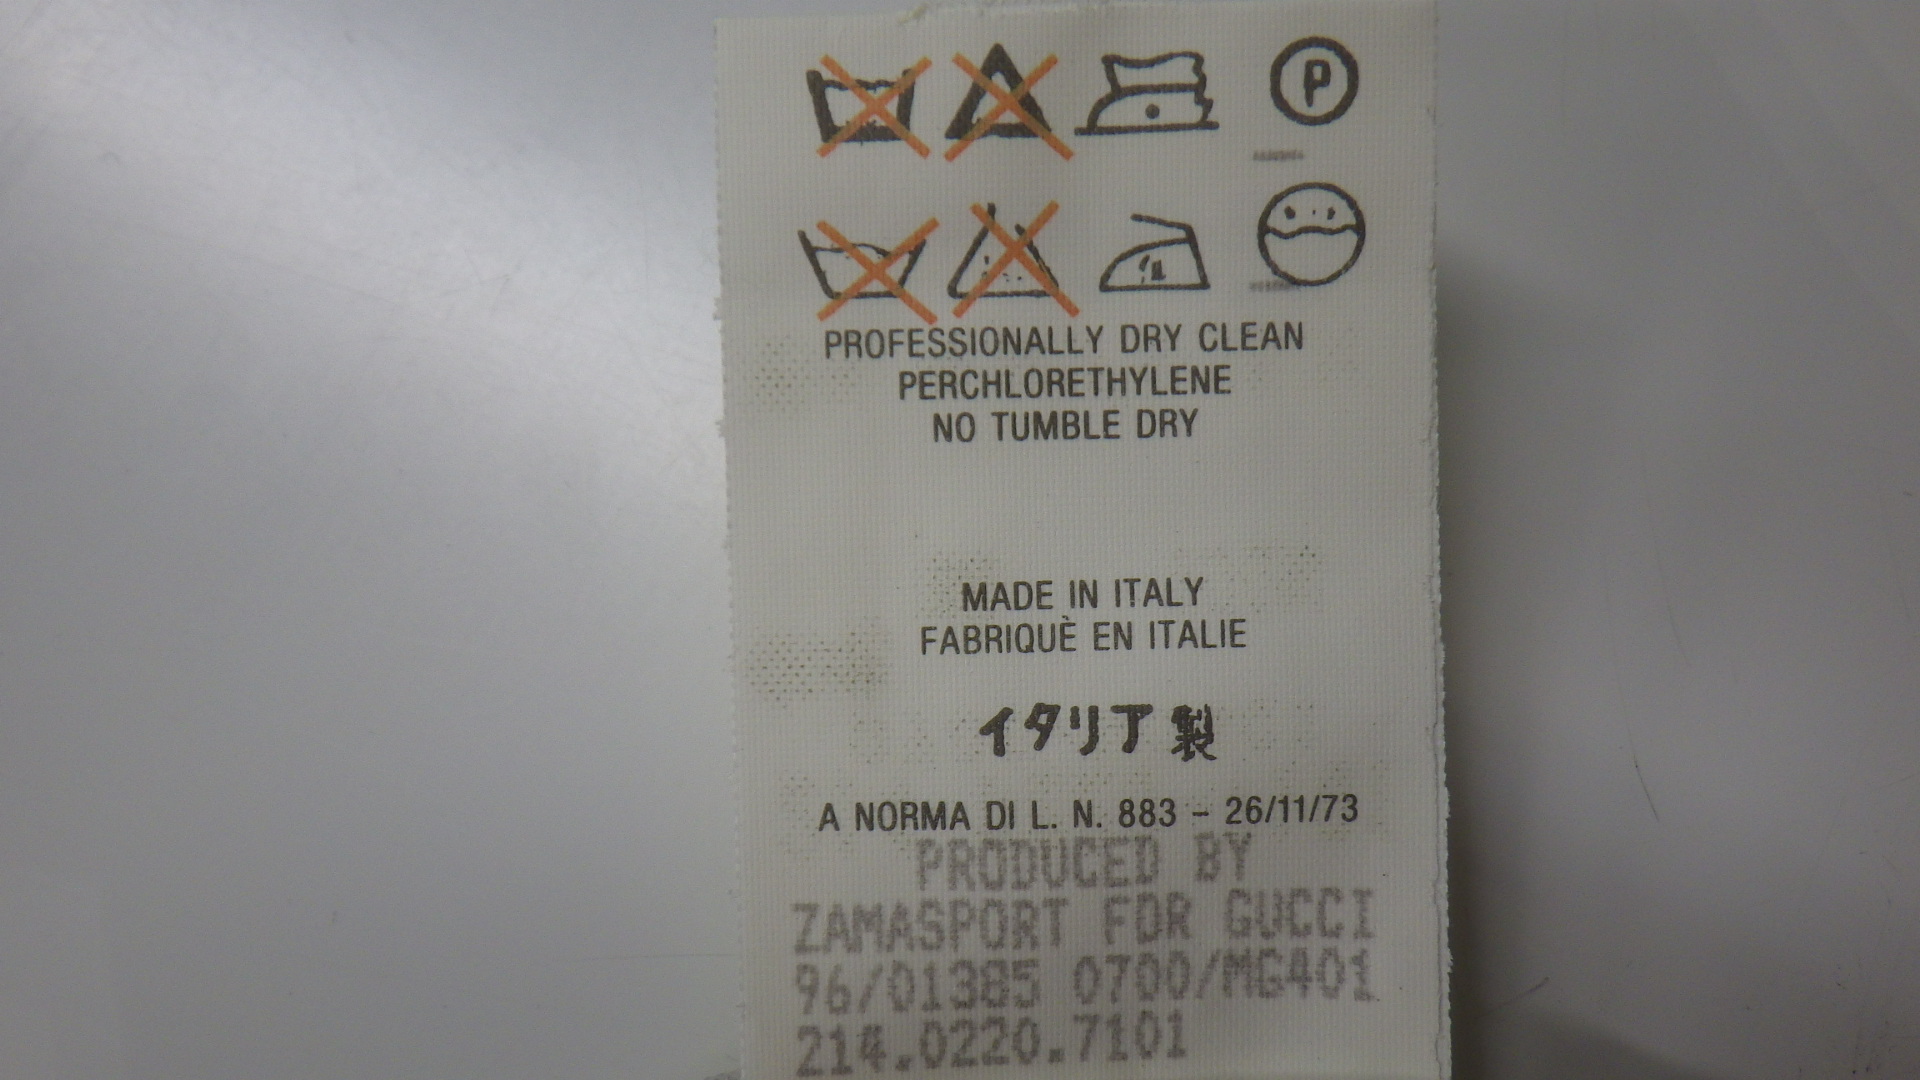 P
PROFESSIONALLY DRY CLEAN
PERCHLORETHYLENE
NO TUMBLE DRY
MADE IN ITALY
FABRIQUÈ EN ITALIE
イタリア製
A NORMA DI L. N. 883 - 26/11/73
PRODUCED BY
ZAMASPORT FOR GUCCI
96/01385 0700/MG401
214.0220.7101